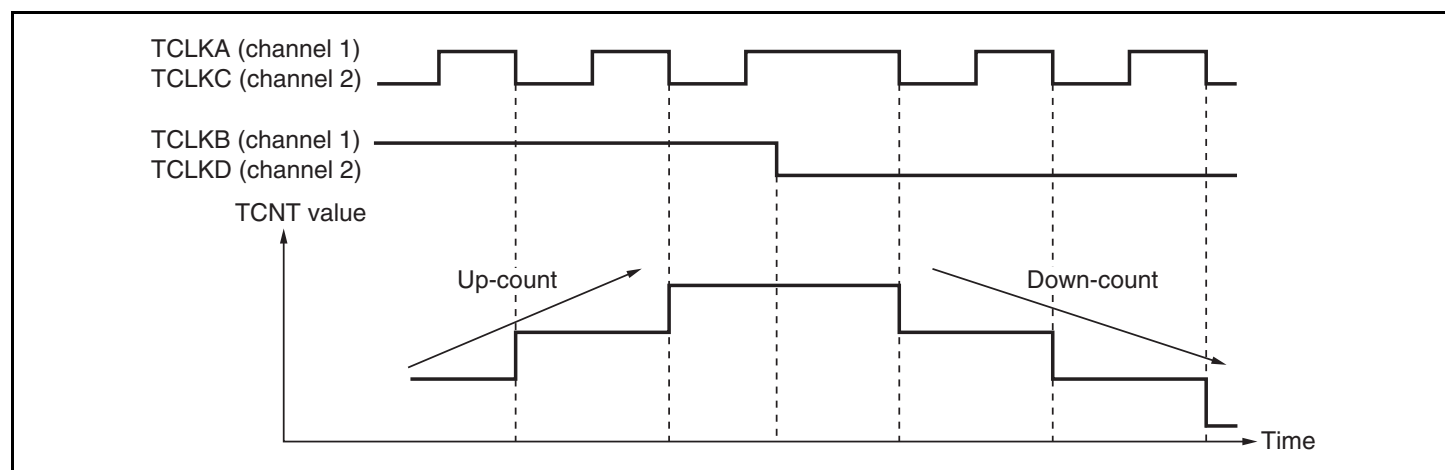 TCLKA (channel 1)
TCLKC (channel 2)
TCLKB (channel 1)
TCLKD (channel 2)
TCNT value
Up-count
Down-count
Time